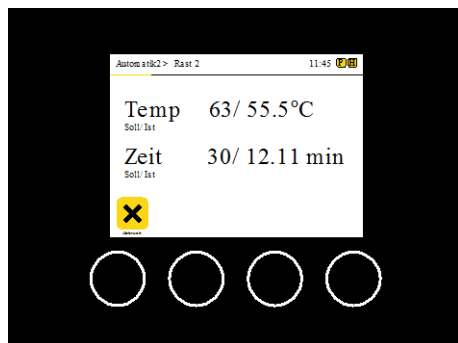 Automatik2 > Rast 2 11:45 P H
Temp 63/ 55.5°C
Soll/Ist
Zeit 30/ 12.11 min
Soll/Ist